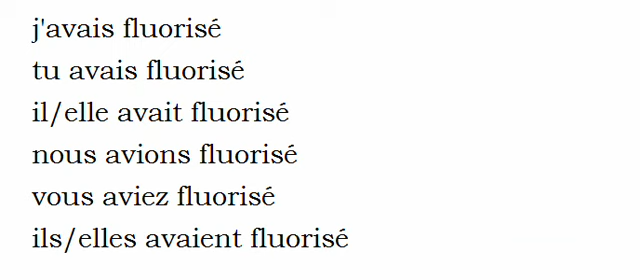 j'avais fluorisé
tu avais fluorisé
il/elle avait fluorisé
nous avions fluorisé
vous aviez fluorisé
ils/elles avaient fluorisé